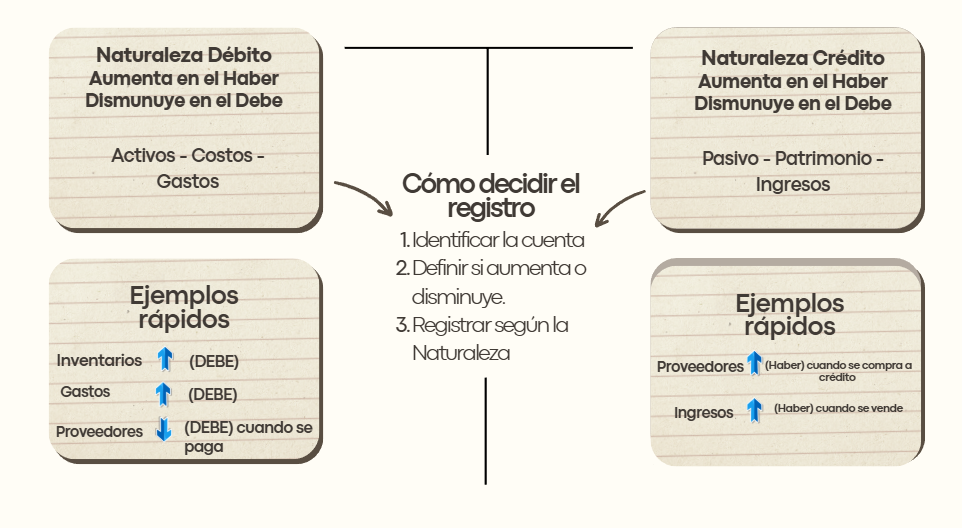 Naturaleza Débito
Aumenta en el Haber
Dismunuye en el Debe
Activos - Costos -
Gastos
Naturaleza Crédito
Aumenta en el Haber
Dismunuye en el Debe
Pasivo - Patrimonio -
Ingresos
Cómo decidir el
registro
1. Identificar la cuenta
2. Definir si aumenta o
disminuye.
3. Registrar según la
Naturaleza
Ejemplos
rápidos
Inventarios (DEBE)
Gastos (DEBE)
Proveedores (DEBE) cuando se
paga
Ejemplos
rápidos
Proveedores (Haber) cuando se compra a
crédito
Ingresos (Haber) cuando se vende